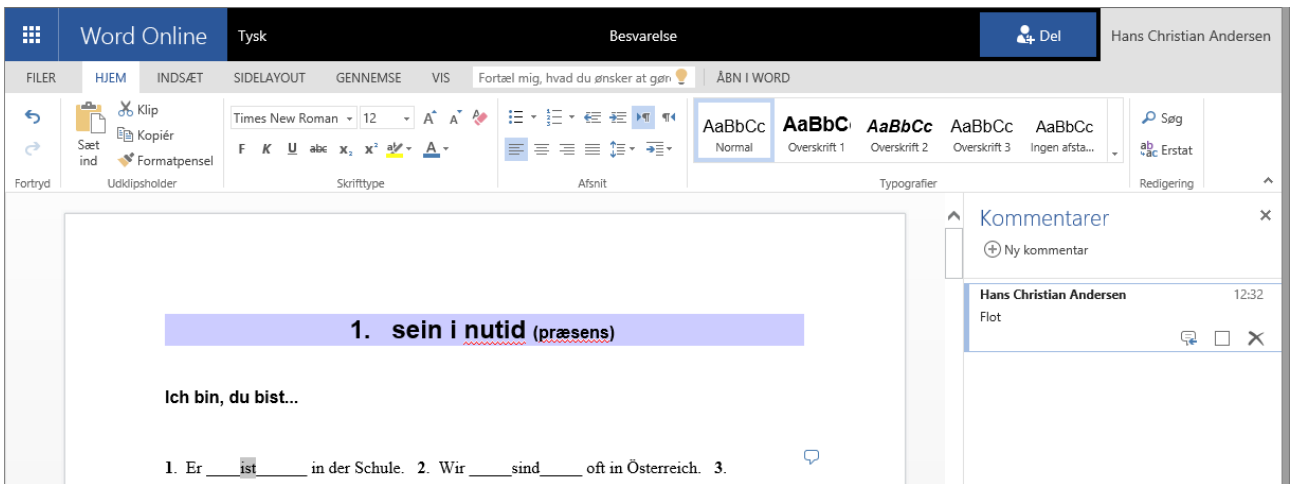 Word Online Tysk Besvarelse Del Hans Christian Andersen
FILER HJEM INDSÆT SIDELAYOUT GENNEMSE VIS Fortæl mig, hvad du ønsker at gør ÅBN I WORD
Klip
Kopiér
Formatpensel
Sæt
ind
Times New Roman 12
F K U abc x₂ x² aby A
AaBbCc AaBbC AaBbCc AaBbCc AaBbCc
Normal Overskrift 1 Overskrift 2 Overskrift 3 Ingen afsta...
Søg
Erstat
Fortryd Udklipsholder Skrifttype Afsnit Typografier Redigering
Kommentarer
Ny kommentar
Hans Christian Andersen 12:32
Flot
1. sein i nutid (præsens)
Ich bin, du bist...
1. Er ____ist______ in der Schule. 2. Wir _____sind_____ oft in Österreich. 3.